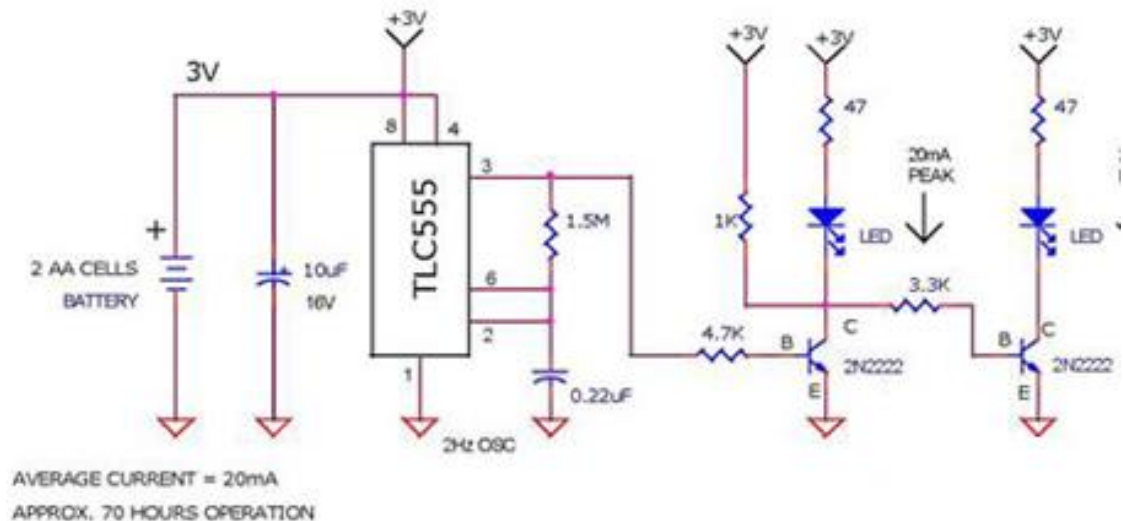 +3V
+3V
+3V
+3V
3V
8
4
47
47
3
20mA
PEAK
TLC555
1.5M
1K
+
LED
LED
2 AA CELLS
BATTERY
10uF
16V
6
3.3K
2
4.7K
C
C
B
B
2N2222
2N2222
1
0.22uF
E
E
2Hz OSC
AVERAGE CURRENT = 20mA
APPROX. 70 HOURS OPERATION